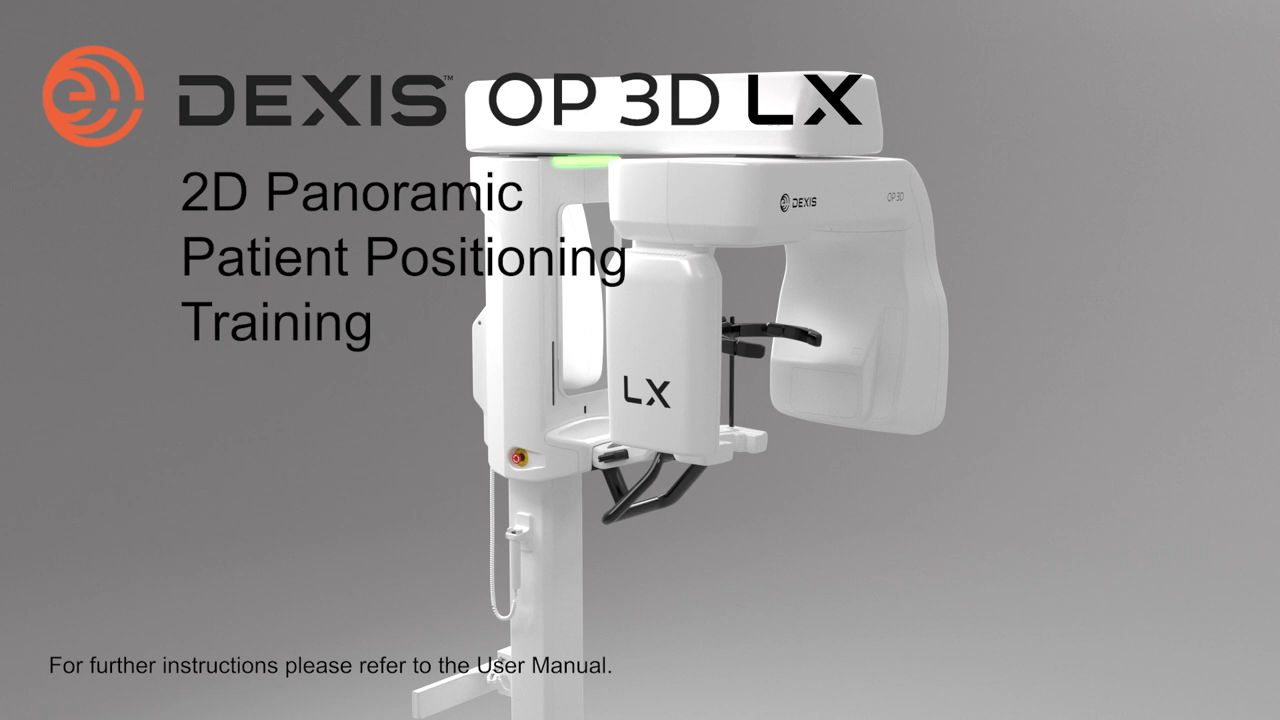 DEXIS™ OP 3D LX
2D Panoramic
Patient Positioning
Training
DEXIS
OP 3D
LX
For further instructions please refer to the User Manual.